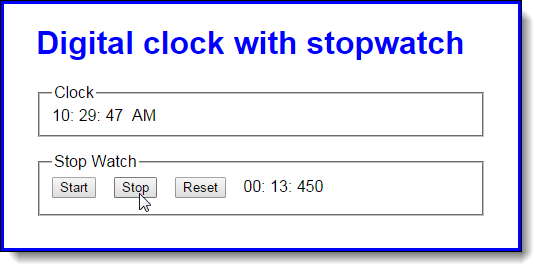 Digital clock with stopwatch
Clock
10: 29: 47 AM
Stop Watch
Start Stop Reset 00: 13: 450